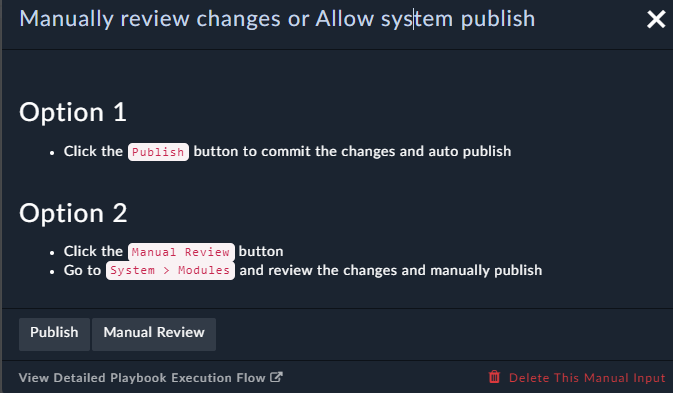 Manually review changes or Allow system publish
Option 1
• Click the Publish button to commit the changes and auto publish
Option 2
• Click the Manual Review button
• Go to System > Modules and review the changes and manually publish
Publish Manual Review
View Detailed Playbook Execution Flow Delete This Manual Input